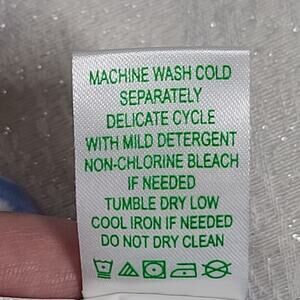 MACHINE WASH COLD
SEPARATELY
DELICATE CYCLE
WITH MILD DETERGENT
NON-CHLORINE BLEACH
IF NEEDED
TUMBLE DRY LOW
COOL IRON IF NEEDED
DO NOT DRY CLEAN